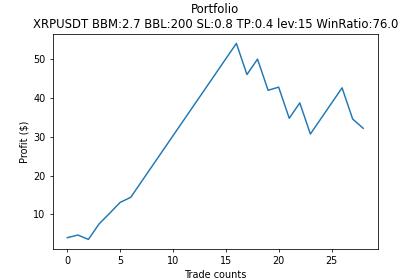 Portfolio
XRPUSDT BBM:2.7 BBL:200 SL:0.8 TP:0.4 lev:15 WinRatio:76.0
50
40
30
20
10
Profit ($)
0 5 10 15 20 25
Trade counts